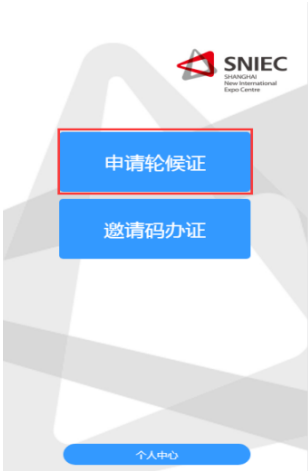 SNIEC
SHANGHAI
New International
Expo Centre
申请轮候证
邀请码办证
个人中心